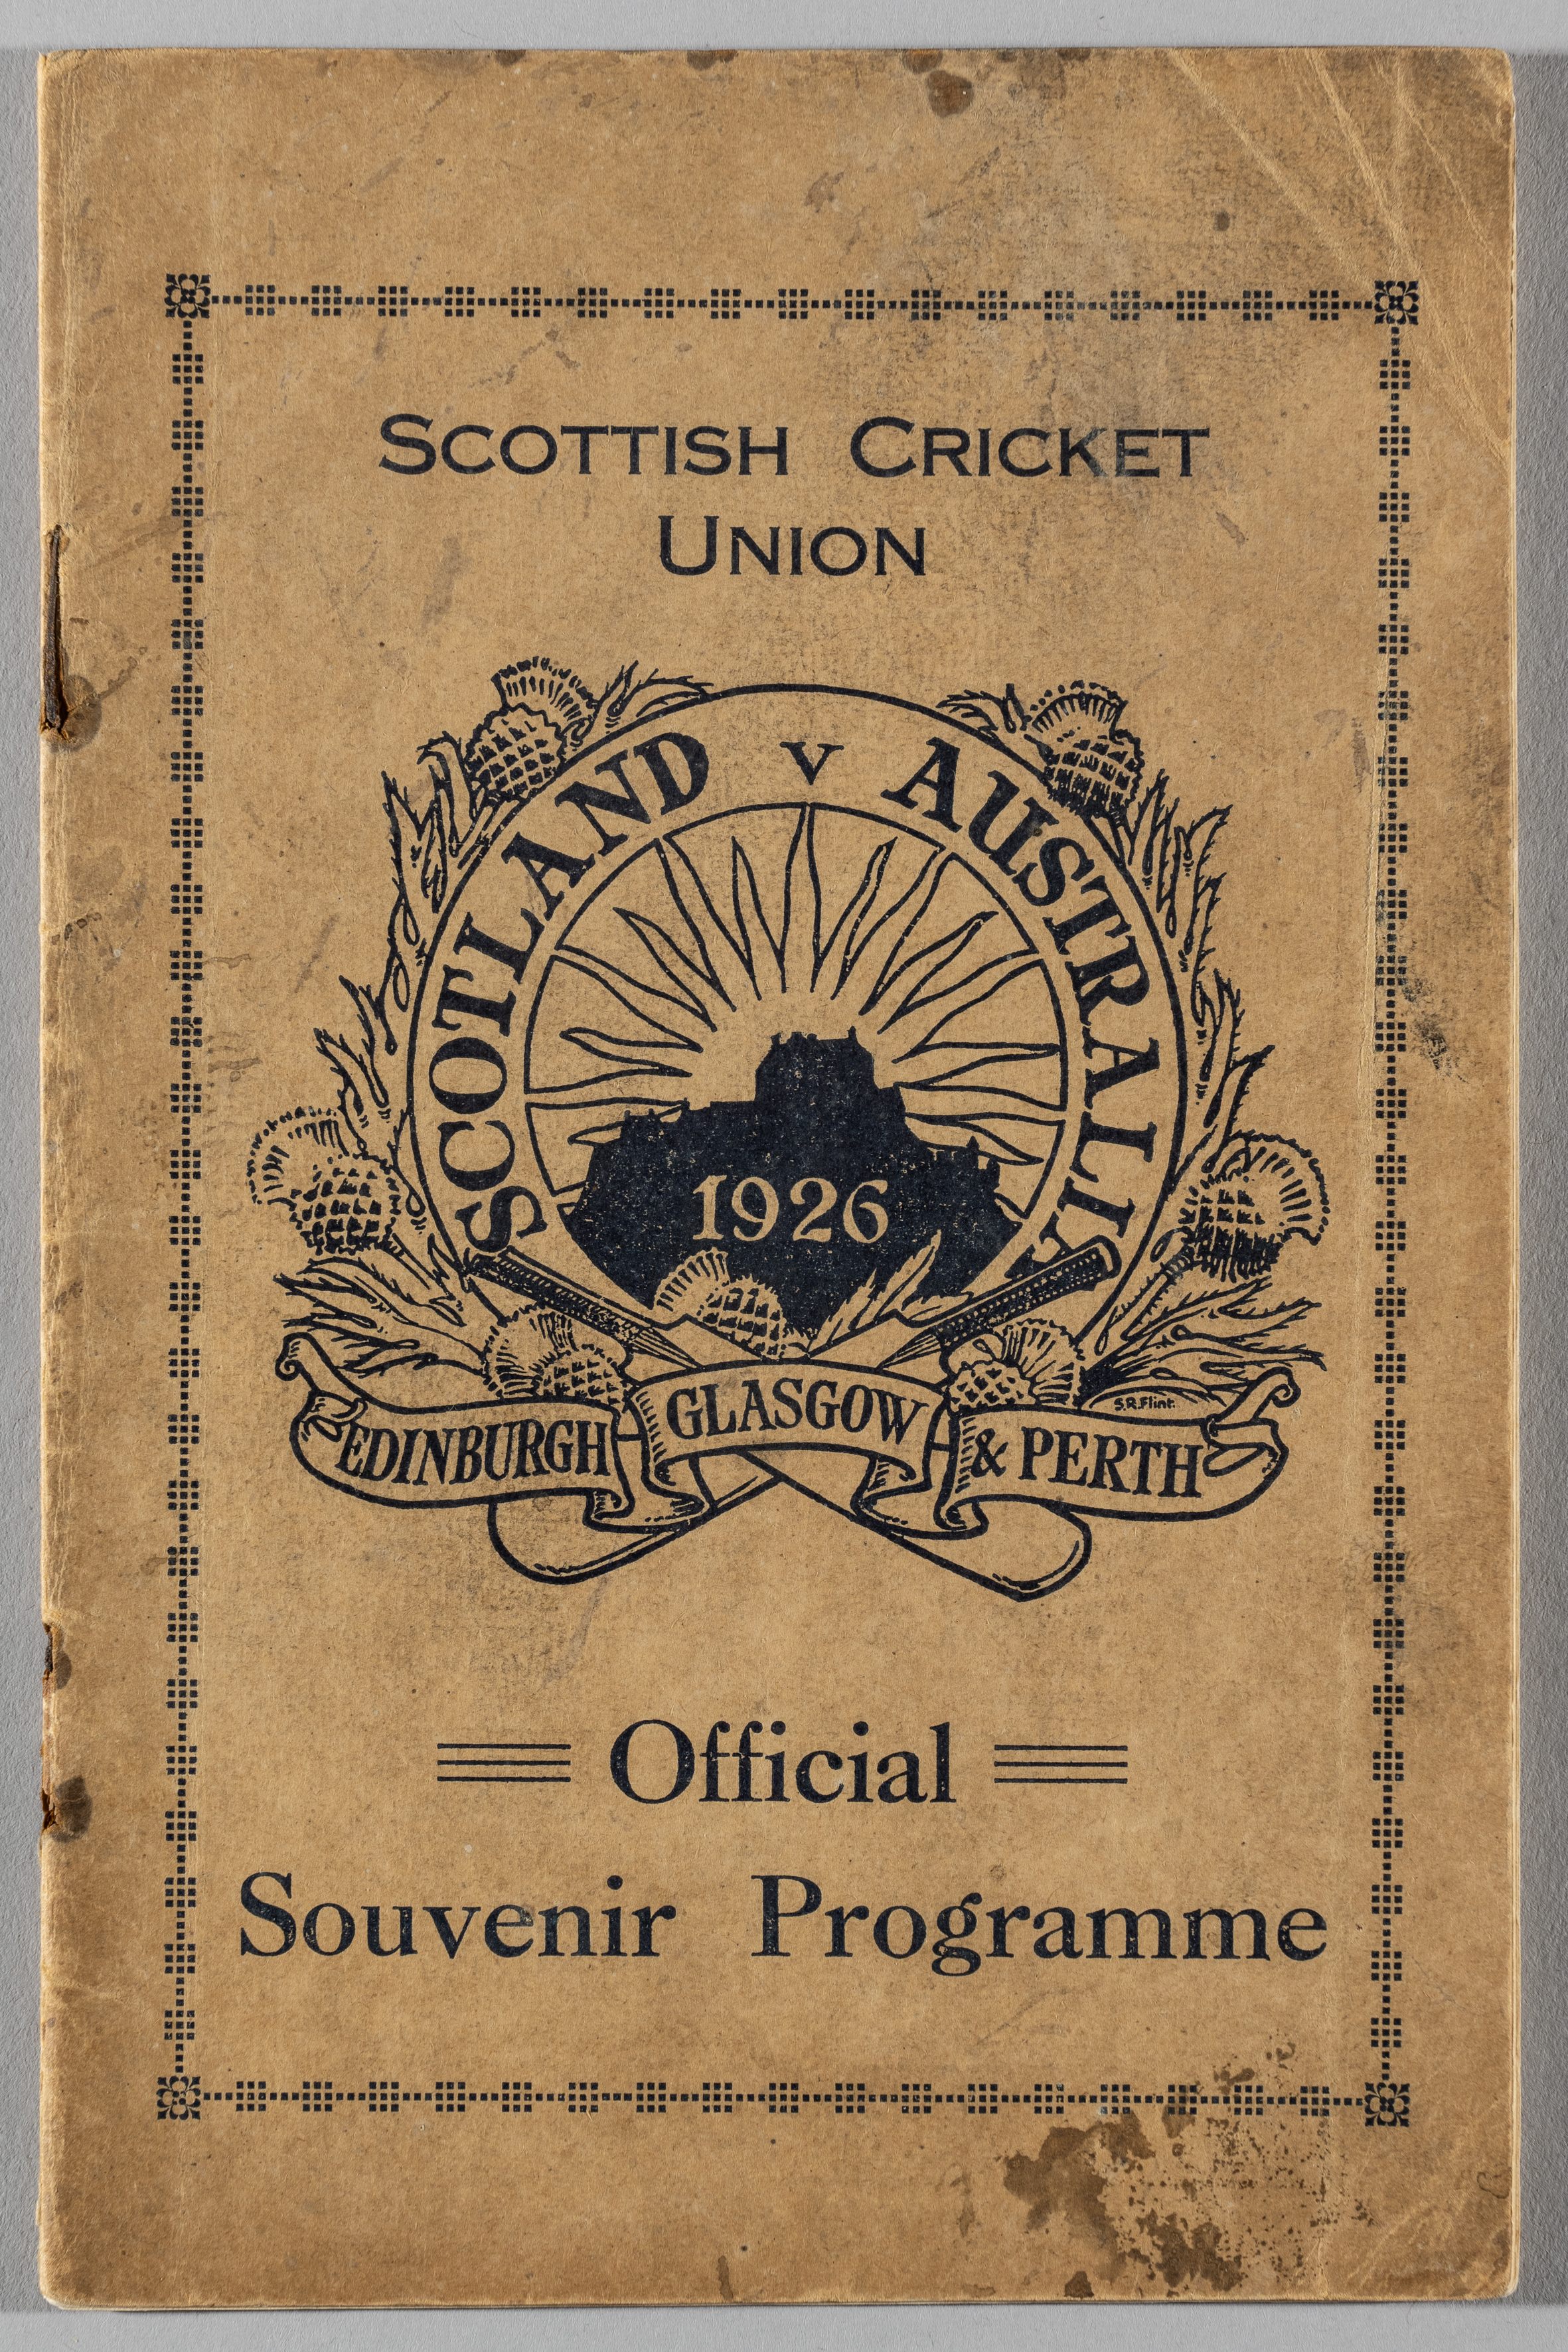 SCOTTISH CRICKET
UNION
SCOTLAND v AUSTRALIA
1926
EDINBURGH GLASGOW & PERTH
S.R.Flint.
Official
Souvenir Programme